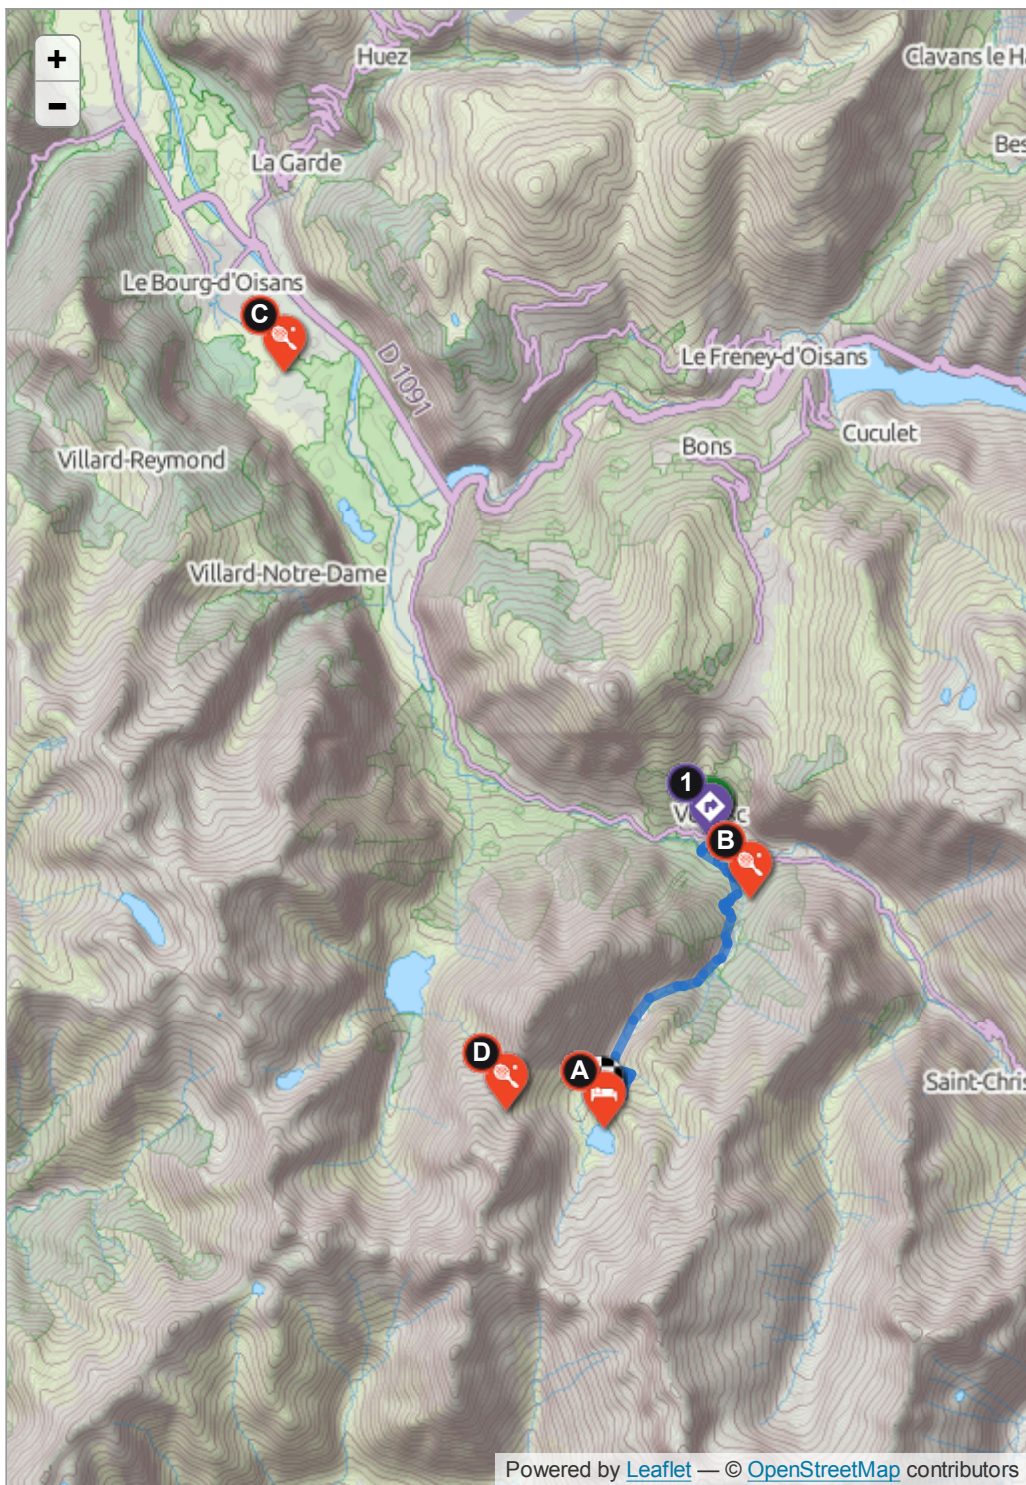 +
Huez
Clavans le H
−
Bes
La Garde
Le Bourg-d'Oisans
C
D 1091
Le Freney-d'Oisans
Cuculet
Bons
Villard-Reymond
Villard-Notre-Dame
1
B
D
A
Saint-Chris
Powered by Leaflet — © OpenStreetMap contributors